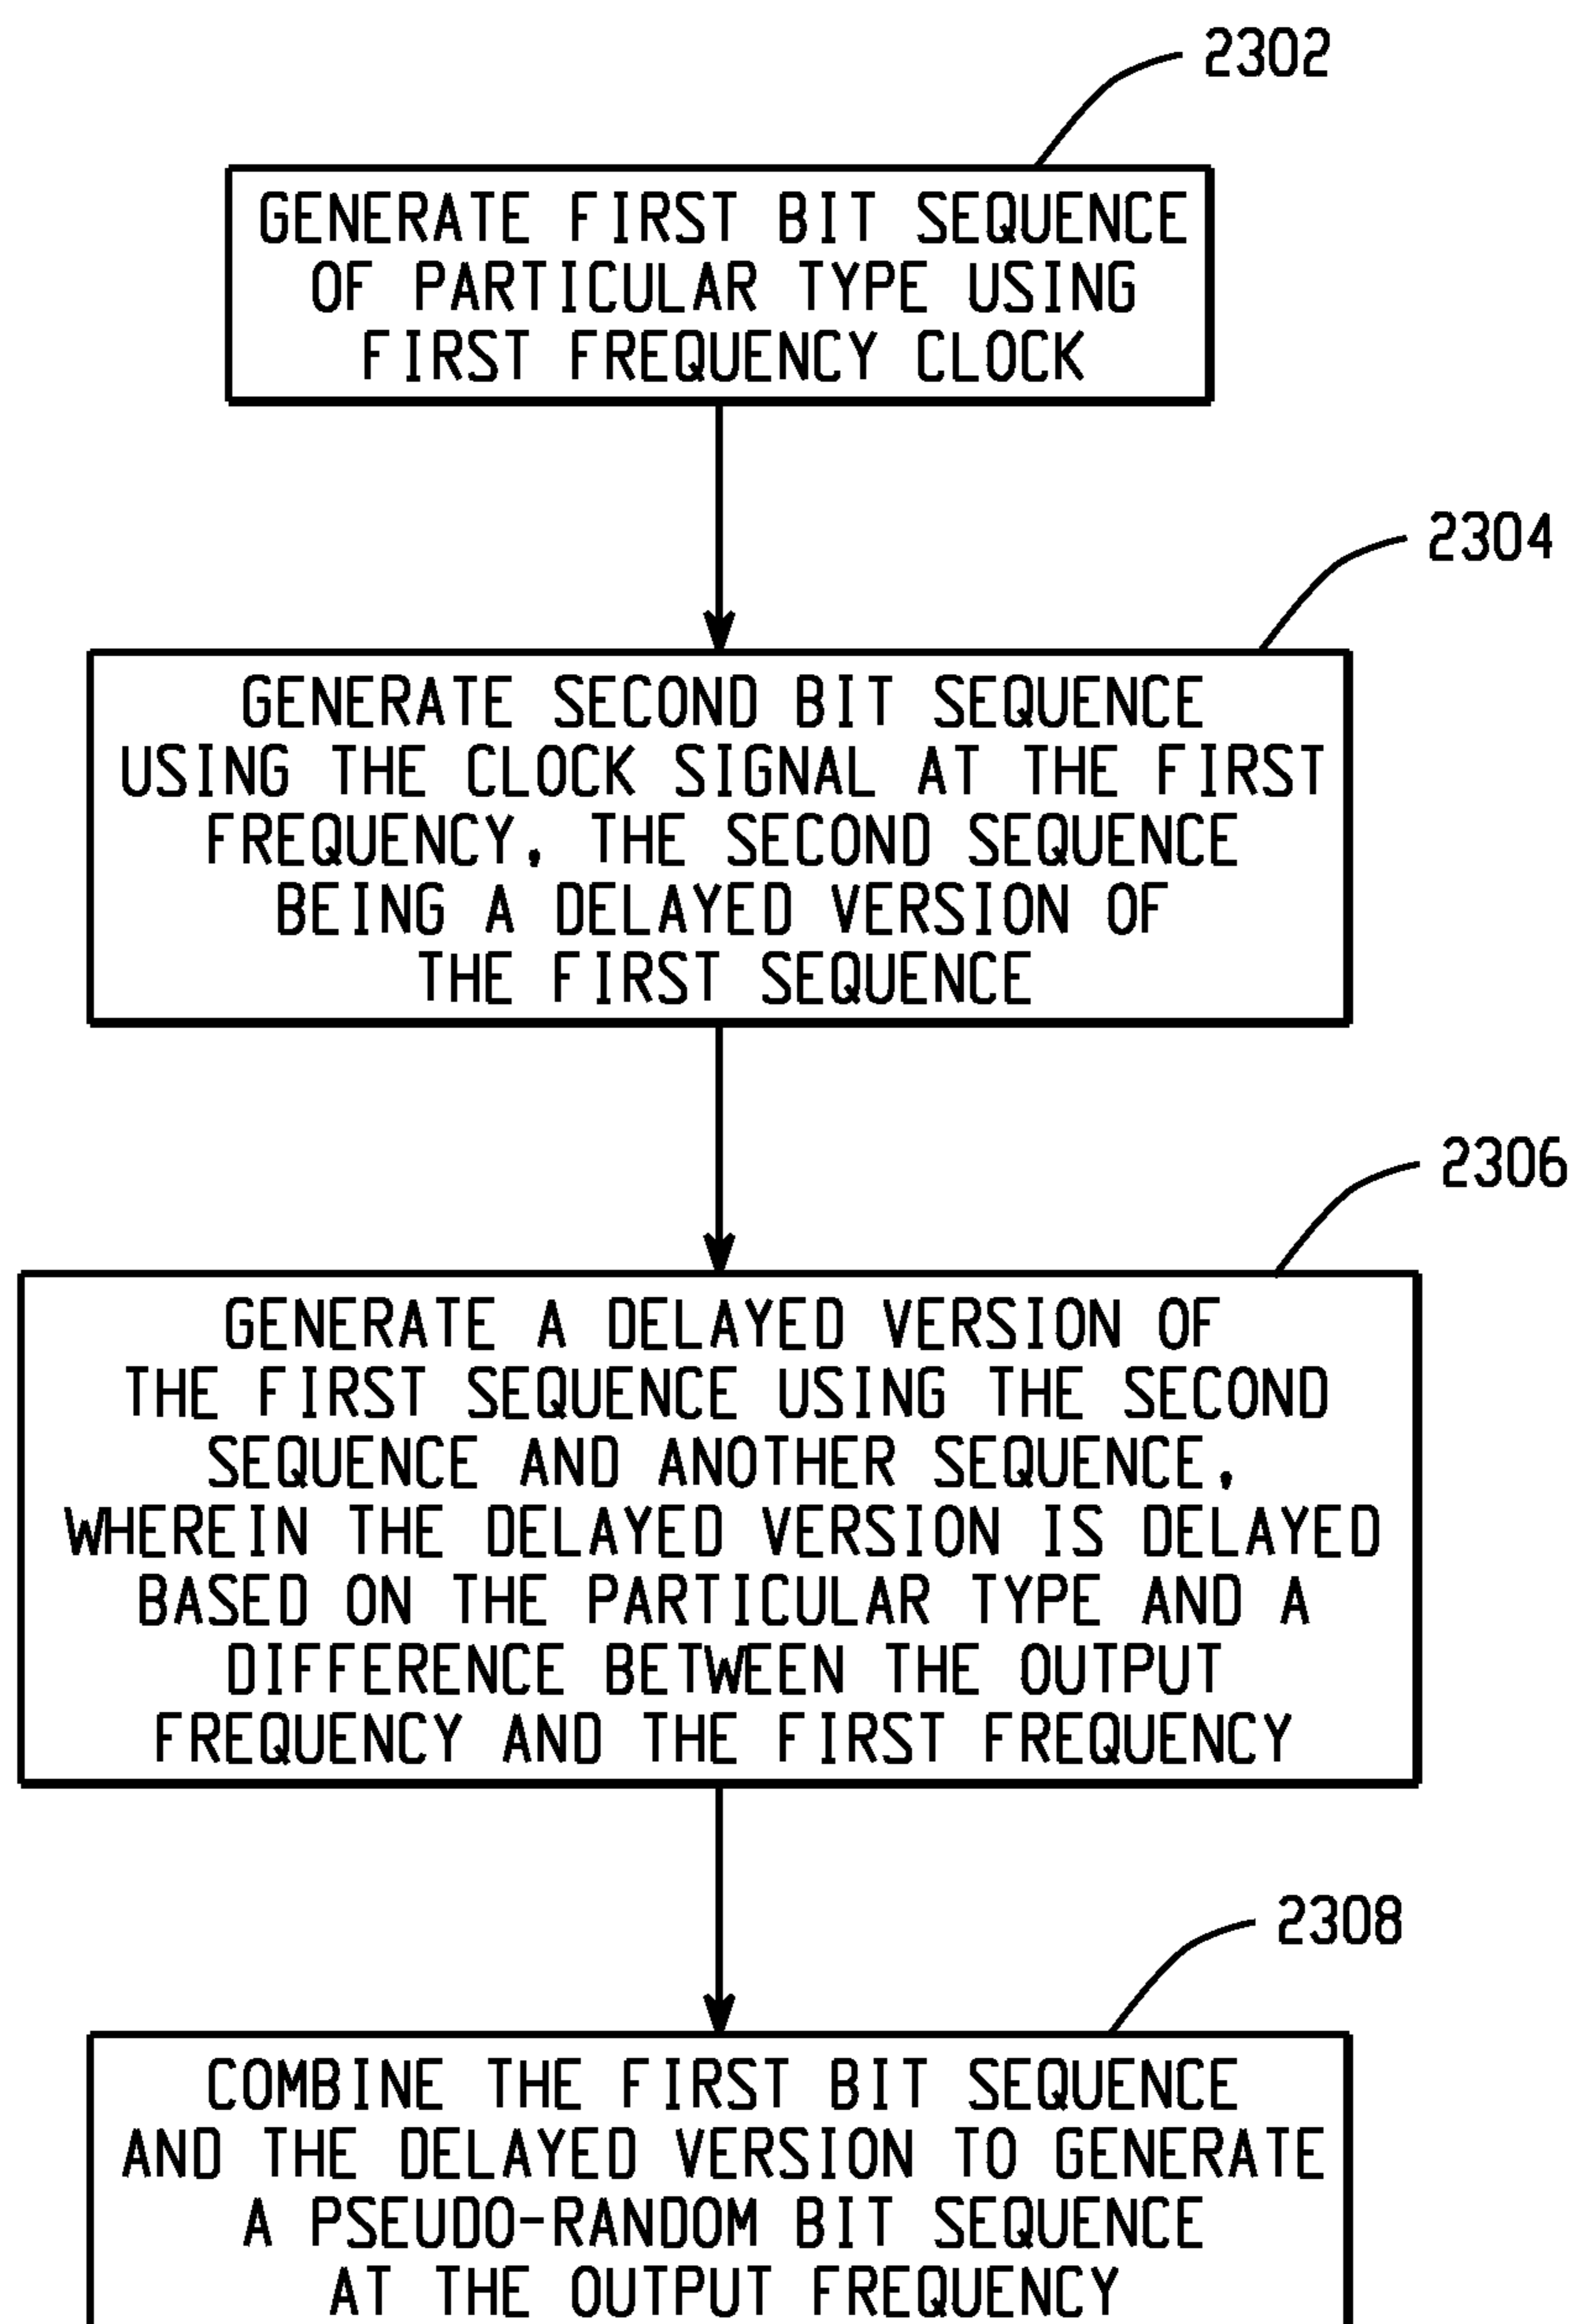 2302
GENERATE FIRST BIT SEQUENCE
OF PARTICULAR TYPE USING
FIRST FREQUENCY CLOCK
2304
GENERATE SECOND BIT SEQUENCE
USING THE CLOCK SIGNAL AT THE FIRST
FREQUENCY, THE SECOND SEQUENCE
BEING A DELAYED VERSION OF
THE FIRST SEQUENCE
2306
GENERATE A DELAYED VERSION OF
THE FIRST SEQUENCE USING THE SECOND
SEQUENCE AND ANOTHER SEQUENCE,
WHEREIN THE DELAYED VERSION IS DELAYED
BASED ON THE PARTICULAR TYPE AND A
DIFFERENCE BETWEEN THE OUTPUT
FREQUENCY AND THE FIRST FREQUENCY
2308
COMBINE THE FIRST BIT SEQUENCE
AND THE DELAYED VERSION TO GENERATE
A PSEUDO-RANDOM BIT SEQUENCE
AT THE OUTPUT FREQUENCY